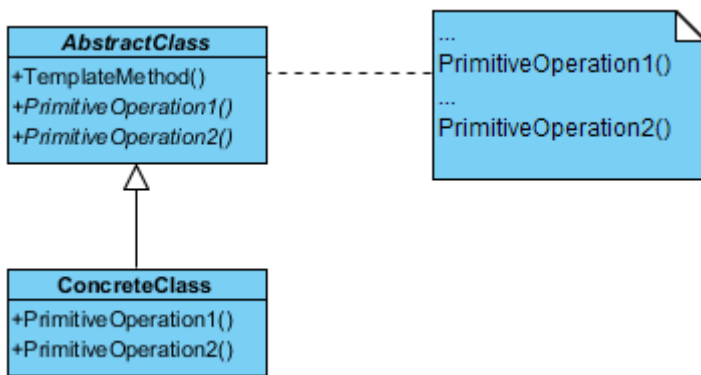 AbstractClass
+TemplateMethod()
+PrimitiveOperation1()
+PrimitiveOperation2()
...
PrimitiveOperation1()
...
PrimitiveOperation2()
ConcreteClass
+PrimitiveOperation1()
+PrimitiveOperation2()